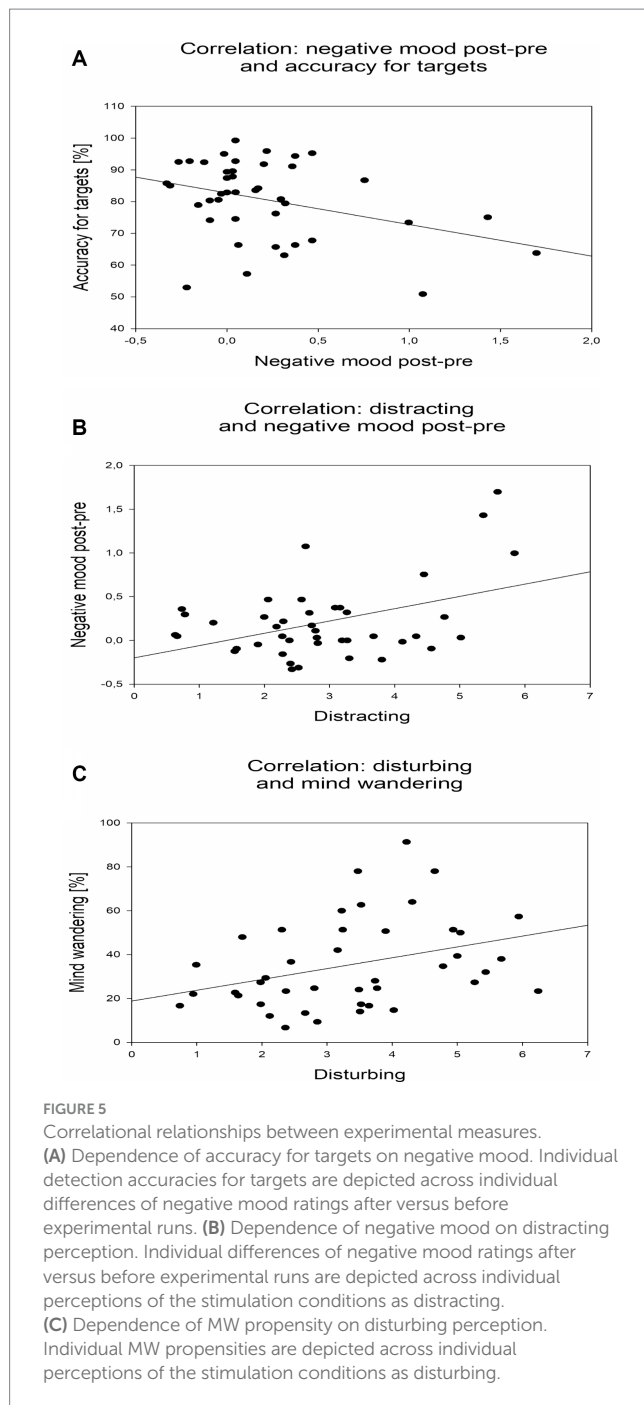 A
Correlation: negative mood post-pre
and accuracy for targets
Accuracy for targets [%]
110
100
90
80
70
60
50
40
-0,5
0,0
0,5
1,0
1,5
2,0
Negative mood post-pre
B
Correlation: distracting
and negative mood post-pre
Negative mood post-pre
2,0
1,5
1,0
0,5
0,0
-0,5
0
1
2
3
4
5
6
7
Distracting
C
Correlation: disturbing
and mind wandering
Mind wandering [%]
100
80
60
40
20
0
0
1
2
3
4
5
6
7
Disturbing
FIGURE 5
Correlational relationships between experimental measures.
(A) Dependence of accuracy for targets on negative mood. Individual
detection accuracies for targets are depicted across individual
differences of negative mood ratings after versus before
experimental runs. (B) Dependence of negative mood on distracting
perception. Individual differences of negative mood ratings after
versus before experimental runs are depicted across individual
perceptions of the stimulation conditions as distracting.
(C) Dependence of MW propensity on disturbing perception.
Individual MW propensities are depicted across individual
perceptions of the stimulation conditions as disturbing.